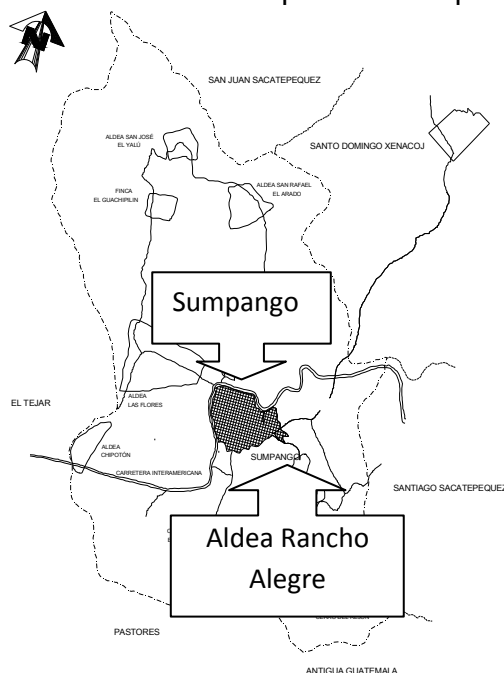 N
SAN JUAN SACATEPEQUEZ
ALDEA SAN JOSÉ
EL YALÚ
SANTO DOMINGO XENACOJ
FINCA
EL GUACHIPILIN
ALDEA SAN RAFAEL
EL ARADO
Sumpango
ALDEA
LAS FLORES
EL TEJAR
ALDEA
CHIPOTÓN
SUMPANGO
CARRETERA INTERAMERICANA
SANTIAGO SACATEPEQUEZ
Aldea Rancho
Alegre
PASTORES
ANTIGUA GUATEMALA